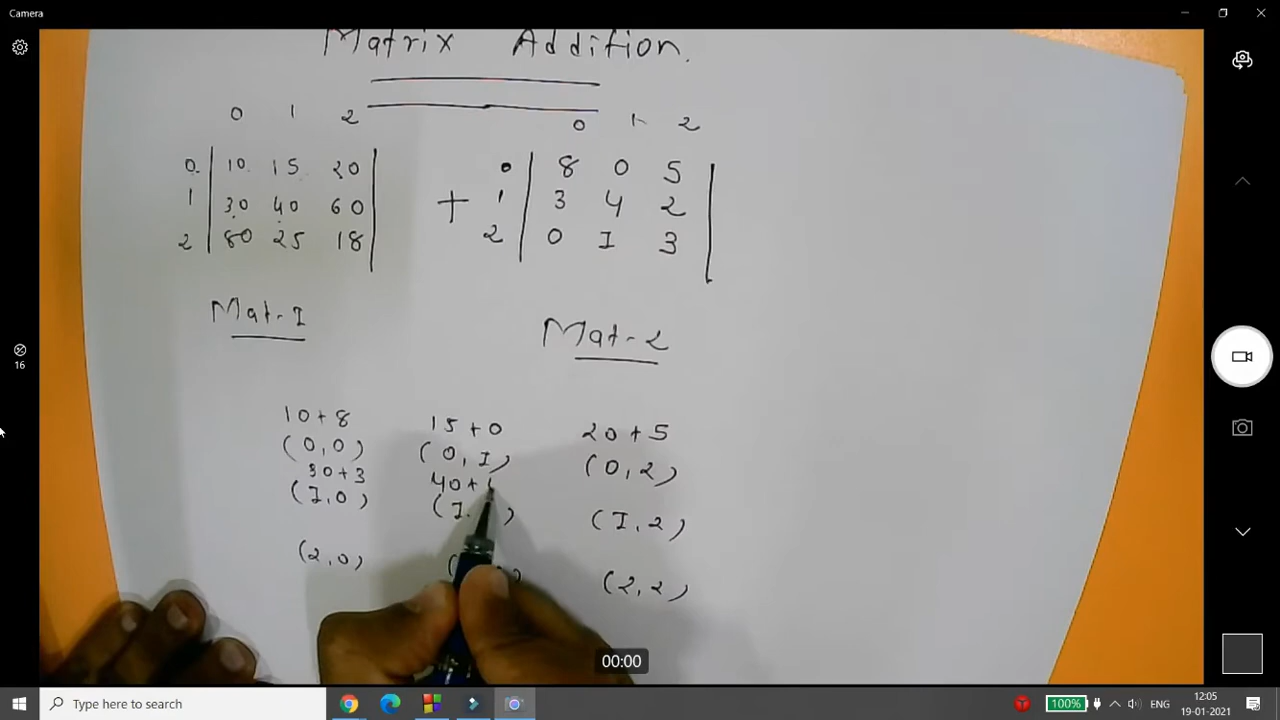 Camera
Matrix Addition.
0 1 2
0 1 2
0 10 15 20
1 30 40 60
2 80 25 18
+
0 8 0 5
1 3 4 2
2 0 1 3
Mat-1
Mat-2
10+8 15+0 20+5
(0,0) (0,1) (0,2)
30+3 40+
(1,0) (1, ) (1,2)
(2,0) ( ) (2,2)
16
00:00
Type here to search
100%
ENG
12:05
19-01-2021